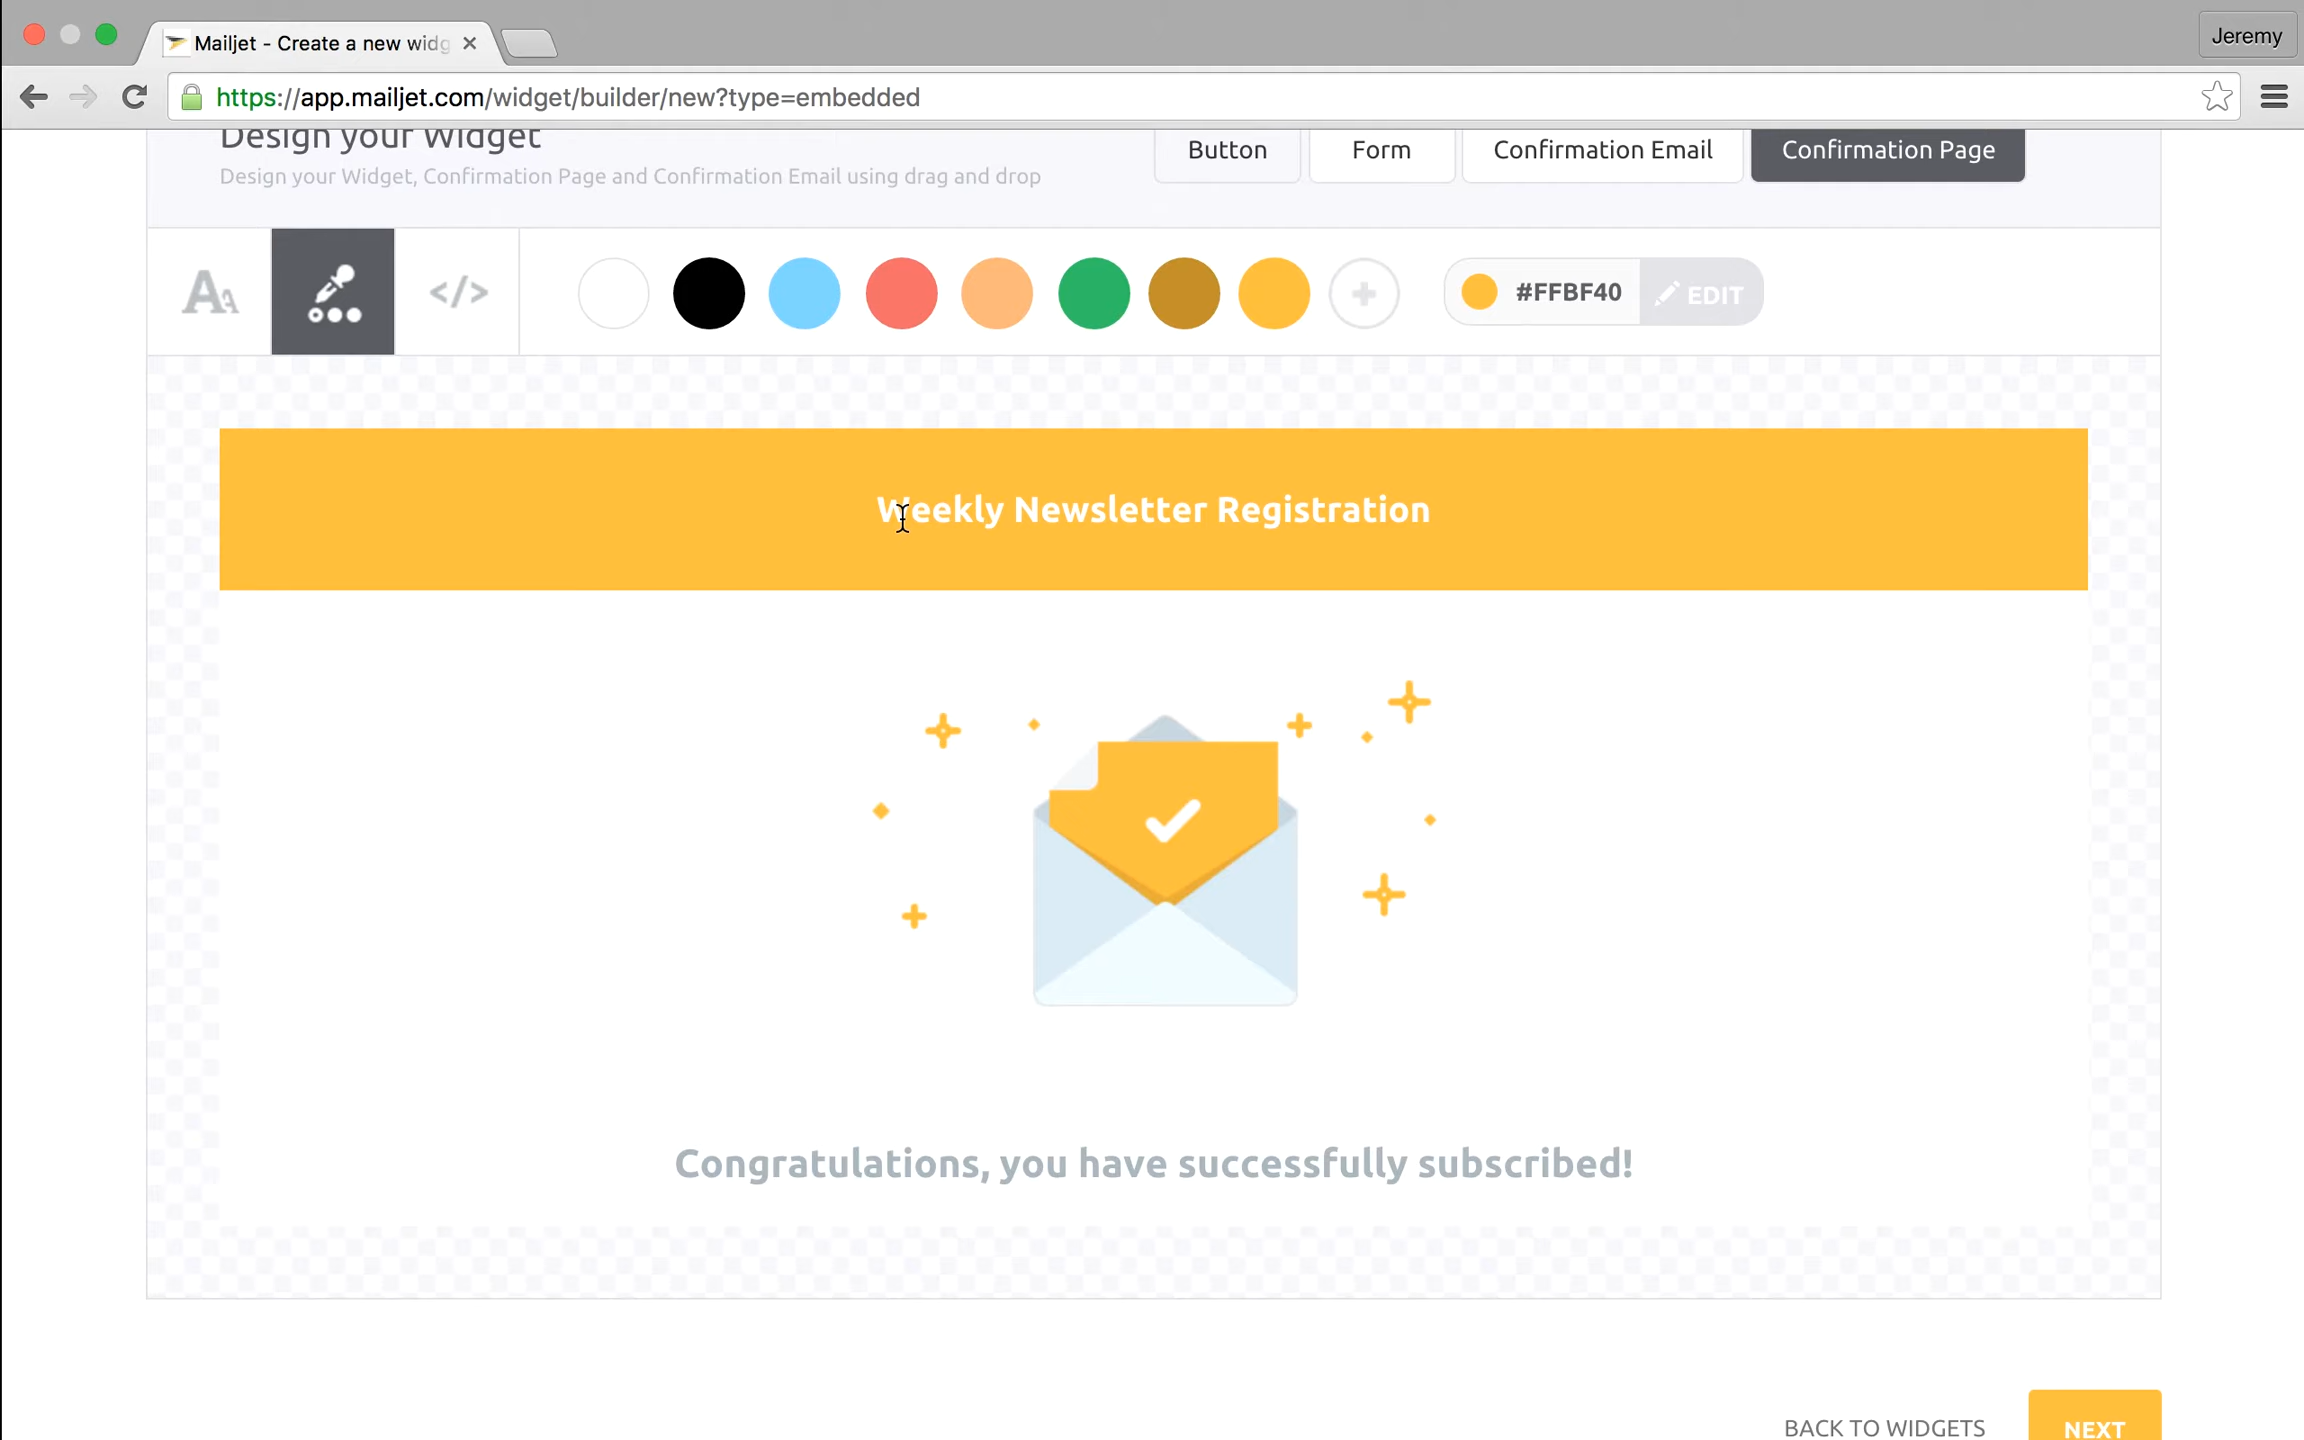 Mailjet - Create a new widg
Jeremy
https://app.mailjet.com/widget/builder/new?type=embedded
Design your Widget
Button
Form
Confirmation Email
Confirmation Page
Design your Widget, Confirmation Page and Confirmation Email using drag and drop
AA
</>
#FFBF40
EDIT
Weekly Newsletter Registration
Congratulations, you have successfully subscribed!
BACK TO WIDGETS
NEXT